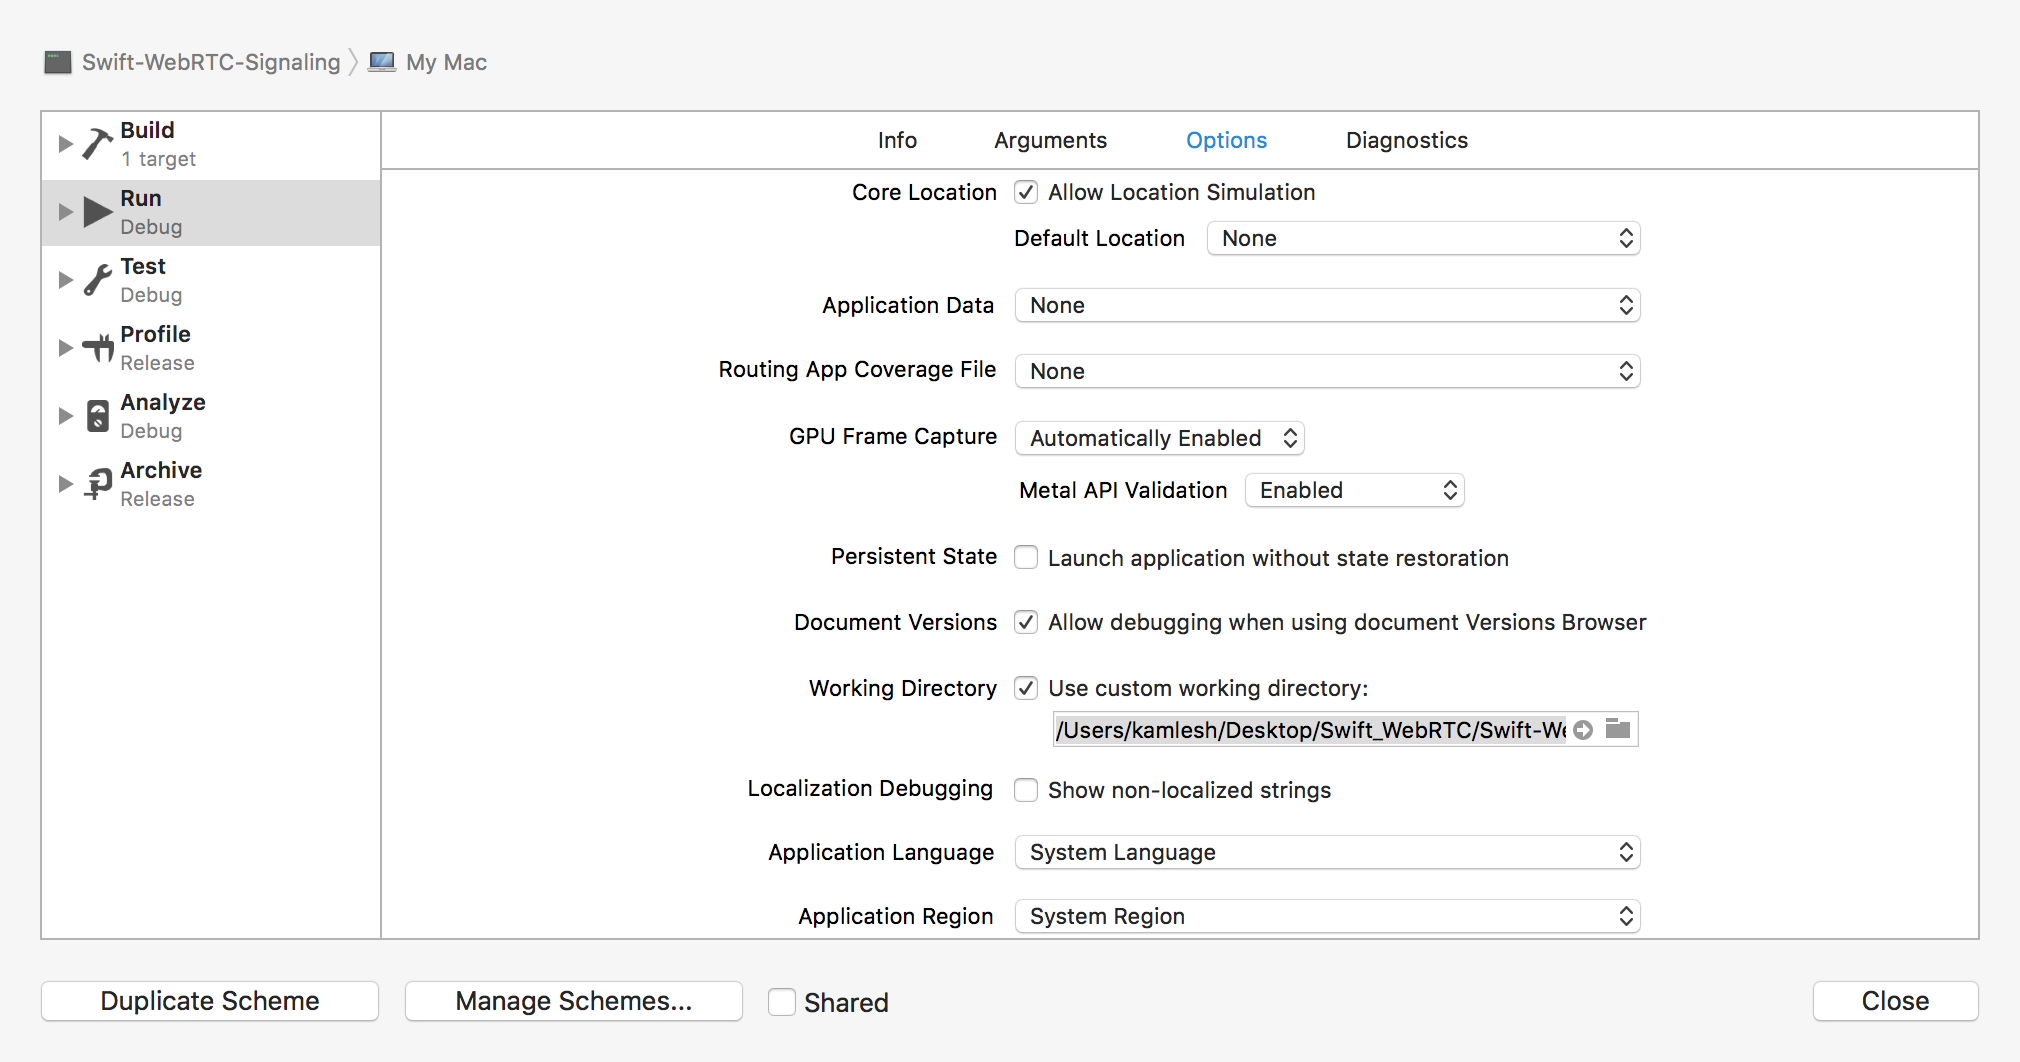 Swift-WebRTC-Signaling
My Mac
Build
1 target
Run
Debug
Test
Debug
Profile
Release
Analyze
Debug
Archive
Release
Info Arguments Options Diagnostics
Core Location Allow Location Simulation
Default Location None
Application Data None
Routing App Coverage File None
GPU Frame Capture Automatically Enabled
Metal API Validation Enabled
Persistent State Launch application without state restoration
Document Versions Allow debugging when using document Versions Browser
Working Directory Use custom working directory:
/Users/kamlesh/Desktop/Swift_WebRTC/Swift-We
Localization Debugging Show non-localized strings
Application Language System Language
Application Region System Region
Duplicate Scheme Manage Schemes... Shared Close